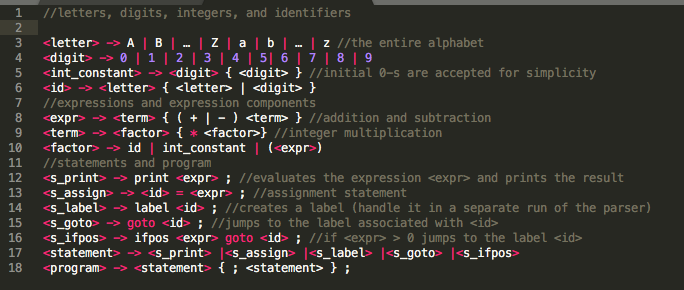 1 //letters, digits, integers, and identifiers
2
3 <letter> -> A | B | … | Z | a | b | … | z //the entire alphabet
4 <digit> -> 0 | 1 | 2 | 3 | 4 | 5| 6 | 7 | 8 | 9
5 int_constant> -> <digit> { <digit> } //initial 0-s are accepted for simplicity
6 <id> -> <letter> { <letter> | <digit> }
7 //expressions and expression components
8 <expr> -> <term> { ( + | - ) <term> } //addition and subtraction
9 <term> -> <factor> { * <factor>} //integer multiplication
10 <factor> -> id | int_constant | (<expr>)
11 //statements and program
12 <s_print> -> print <expr> ; //evaluates the expression <expr> and prints the result
13 <s_assign> -> <id> = <expr> ; //assignment statement
14 <s_label> -> label <id> ; //creates a label (handle it in a separate run of the parser)
15 <s_goto> -> goto <id> ; //jumps to the label associated with <id>
16 <s_ifpos> -> ifpos <expr> goto <id> ; //if <expr> > 0 jumps to the label <id>
17 <statement> -> <s_print> |<s_assign> |<s_label> |<s_goto> |<s_ifpos>
18 <program> -> <statement> { ; <statement> } ;